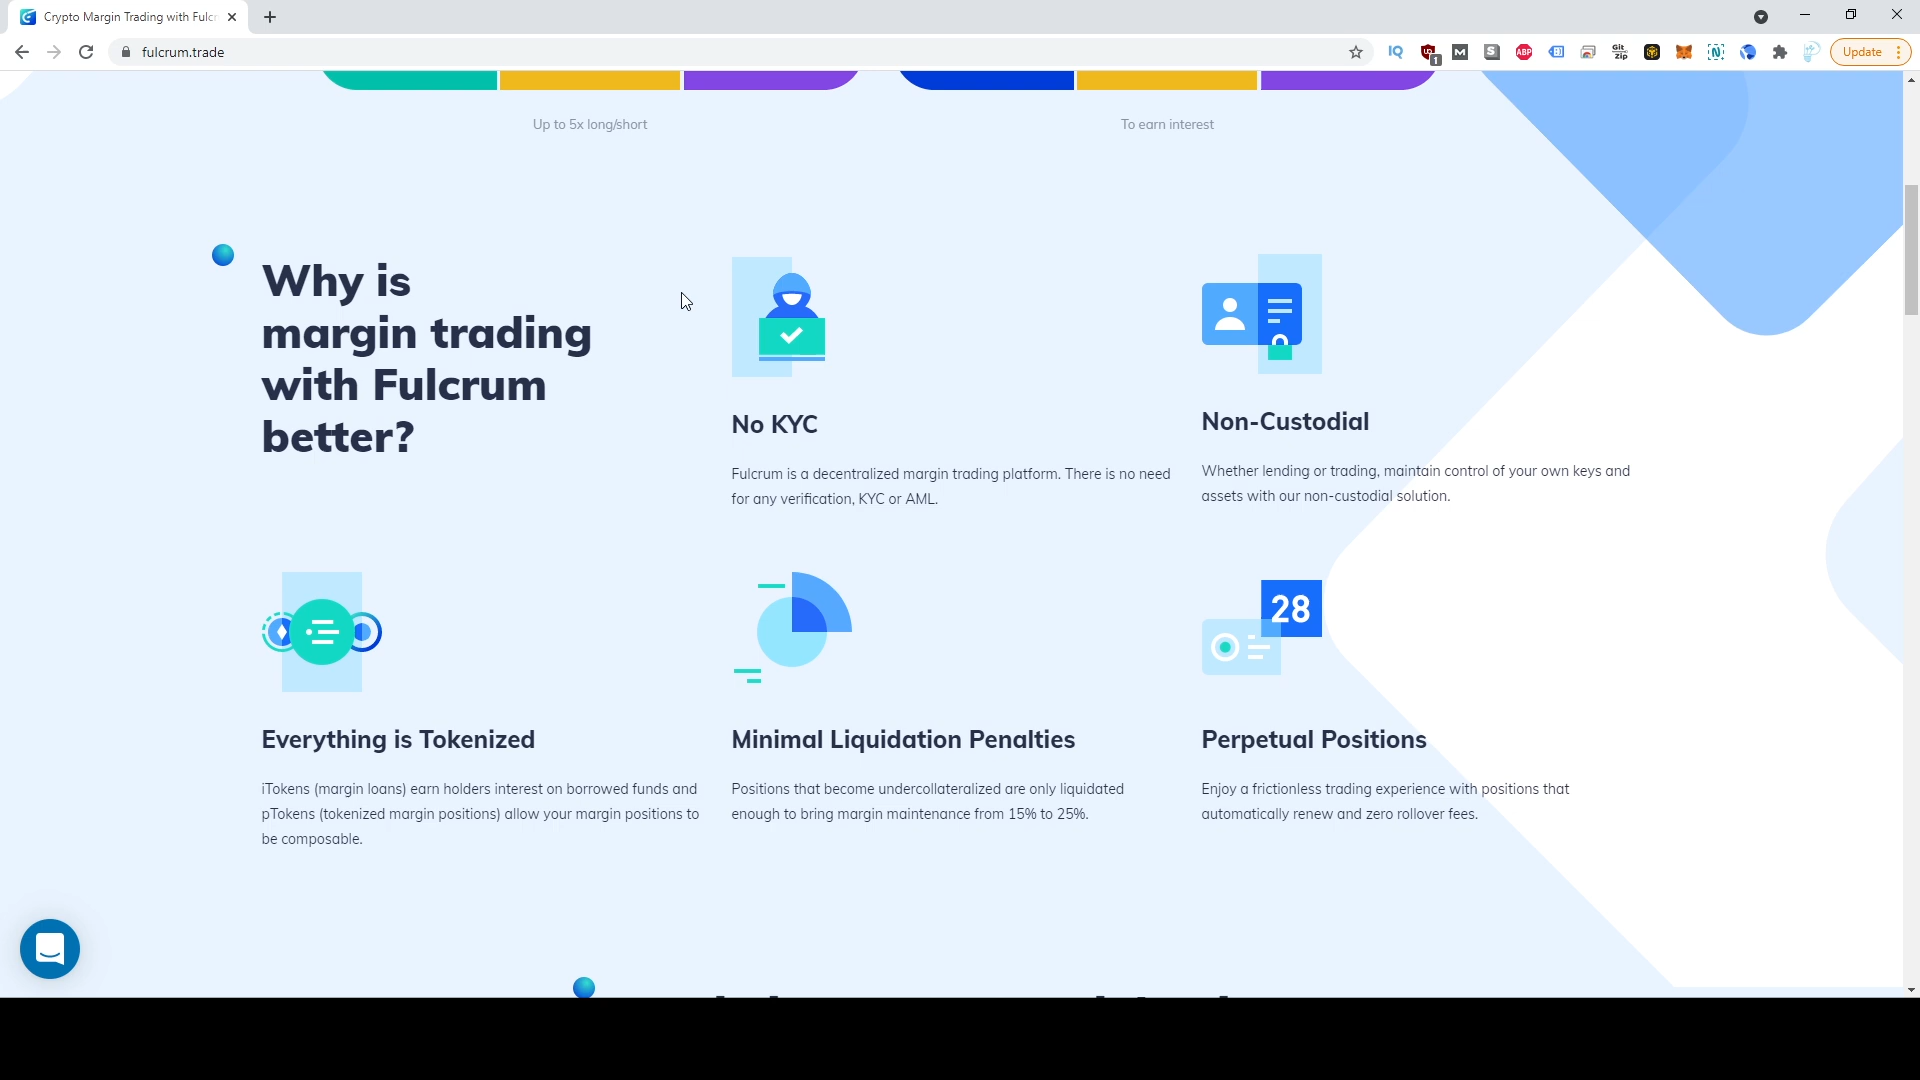 Crypto Margin Trading with Fulcr
fulcrum.trade
Update
Up to 5x long/short
To earn interest
Why is
margin trading
with Fulcrum
better?
No KYC
Fulcrum is a decentralized margin trading platform. There is no need
for any verification, KYC or AML.
Non-Custodial
Whether lending or trading, maintain control of your own keys and
assets with our non-custodial solution.
28
Everything is Tokenized
iTokens (margin loans) earn holders interest on borrowed funds and
pTokens (tokenized margin positions) allow your margin positions to
be composable.
Minimal Liquidation Penalties
Positions that become undercollateralized are only liquidated
enough to bring margin maintenance from 15% to 25%.
Perpetual Positions
Enjoy a frictionless trading experience with positions that
automatically renew and zero rollover fees.